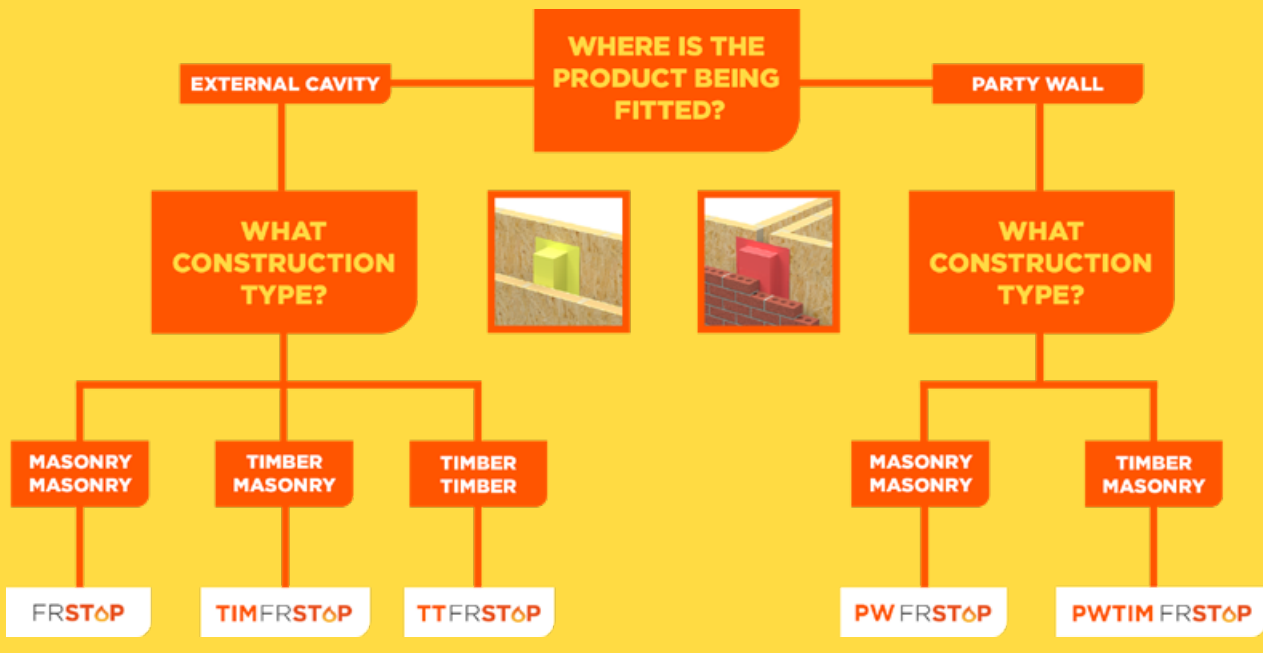 WHERE IS THE
PRODUCT BEING
FITTED?
EXTERNAL CAVITY
PARTY WALL
WHAT
CONSTRUCTION
TYPE?
WHAT
CONSTRUCTION
TYPE?
MASONRY
MASONRY
TIMBER
MASONRY
TIMBER
TIMBER
MASONRY
MASONRY
TIMBER
MASONRY
FRSTOP
TIMFRSTOP
TTFRSTOP
PW FRSTOP
PWTIM FRSTOP